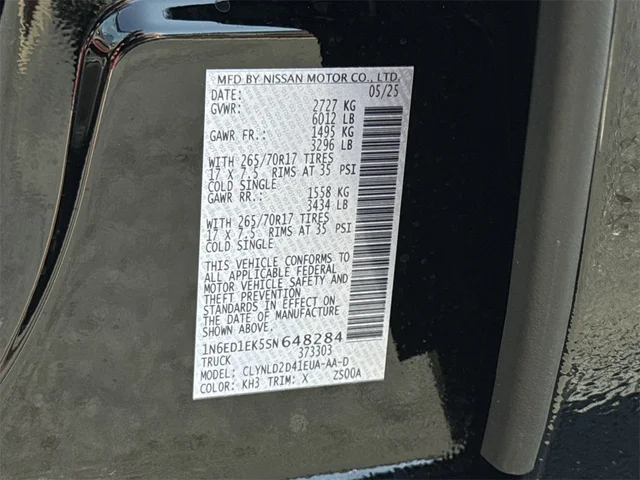 MFD BY NISSAN MOTOR CO., LTD.
DATE: 05/25
GVWR: 2727 KG
6012 LB
GAWR FR.: 1495 KG
3296 LB
WITH 265/70R17 TIRES
17 X 7.5 RIMS AT 35 PSI
COLD SINGLE
GAWR RR.: 1558 KG
3434 LB
WITH 265/70R17 TIRES
17 X 7.5 RIMS AT 35 PSI
COLD SINGLE
THIS VEHICLE CONFORMS TO
ALL APPLICABLE FEDERAL
MOTOR VEHICLE SAFETY AND
THEFT PREVENTION
STANDARDS IN EFFECT ON
THE DATE OF MANUFACTURE
SHOWN ABOVE.
1N6ED1EK5SN648284
TRUCK 373303
MODEL: CLYNLD2D41EUA-AA-D
COLOR: KH3 TRIM: X ZS00A